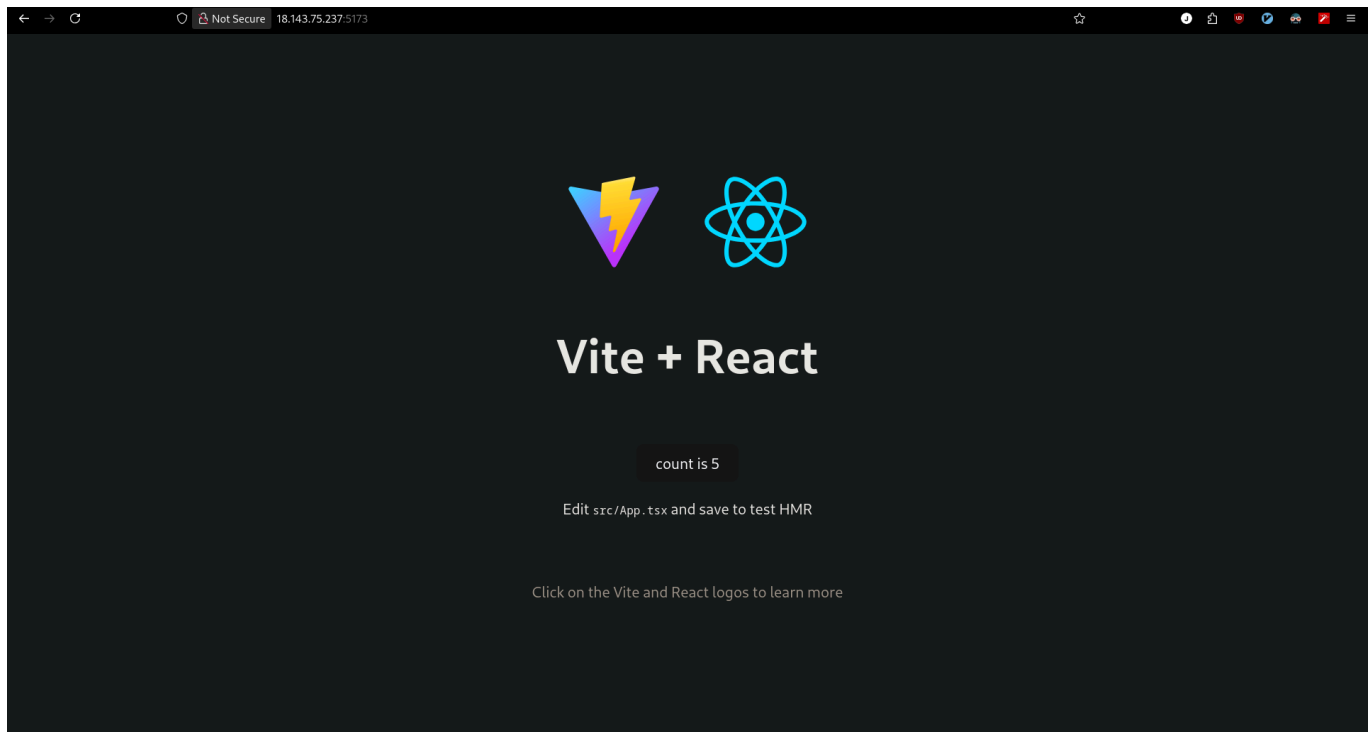 Not Secure 18.143.75.237:5173
Vite + React
count is 5
Edit src/App.tsx and save to test HMR
Click on the Vite and React logos to learn more